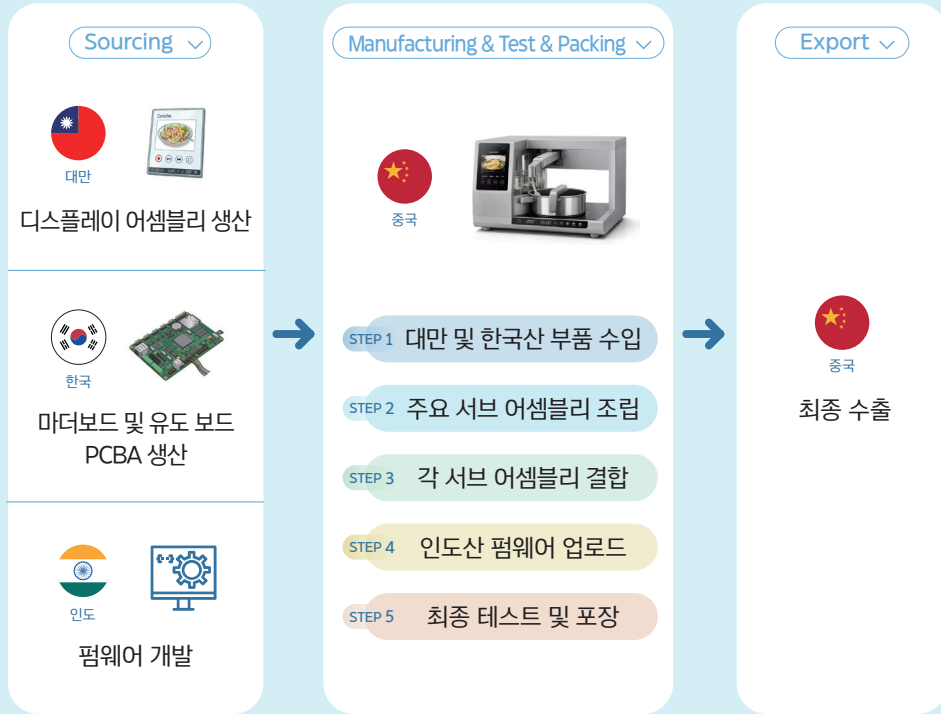 Sourcing
대만
디스플레이 어셈블리 생산
한국
마더보드 및 유도 보드
PCBA 생산
인도
펌웨어 개발
Manufacturing & Test & Packing
중국
STEP 1 대만 및 한국산 부품 수입
STEP 2 주요 서브 어셈블리 조립
STEP 3 각 서브 어셈블리 결합
STEP 4 인도산 펌웨어 업로드
STEP 5 최종 테스트 및 포장
Export
중국
최종 수출